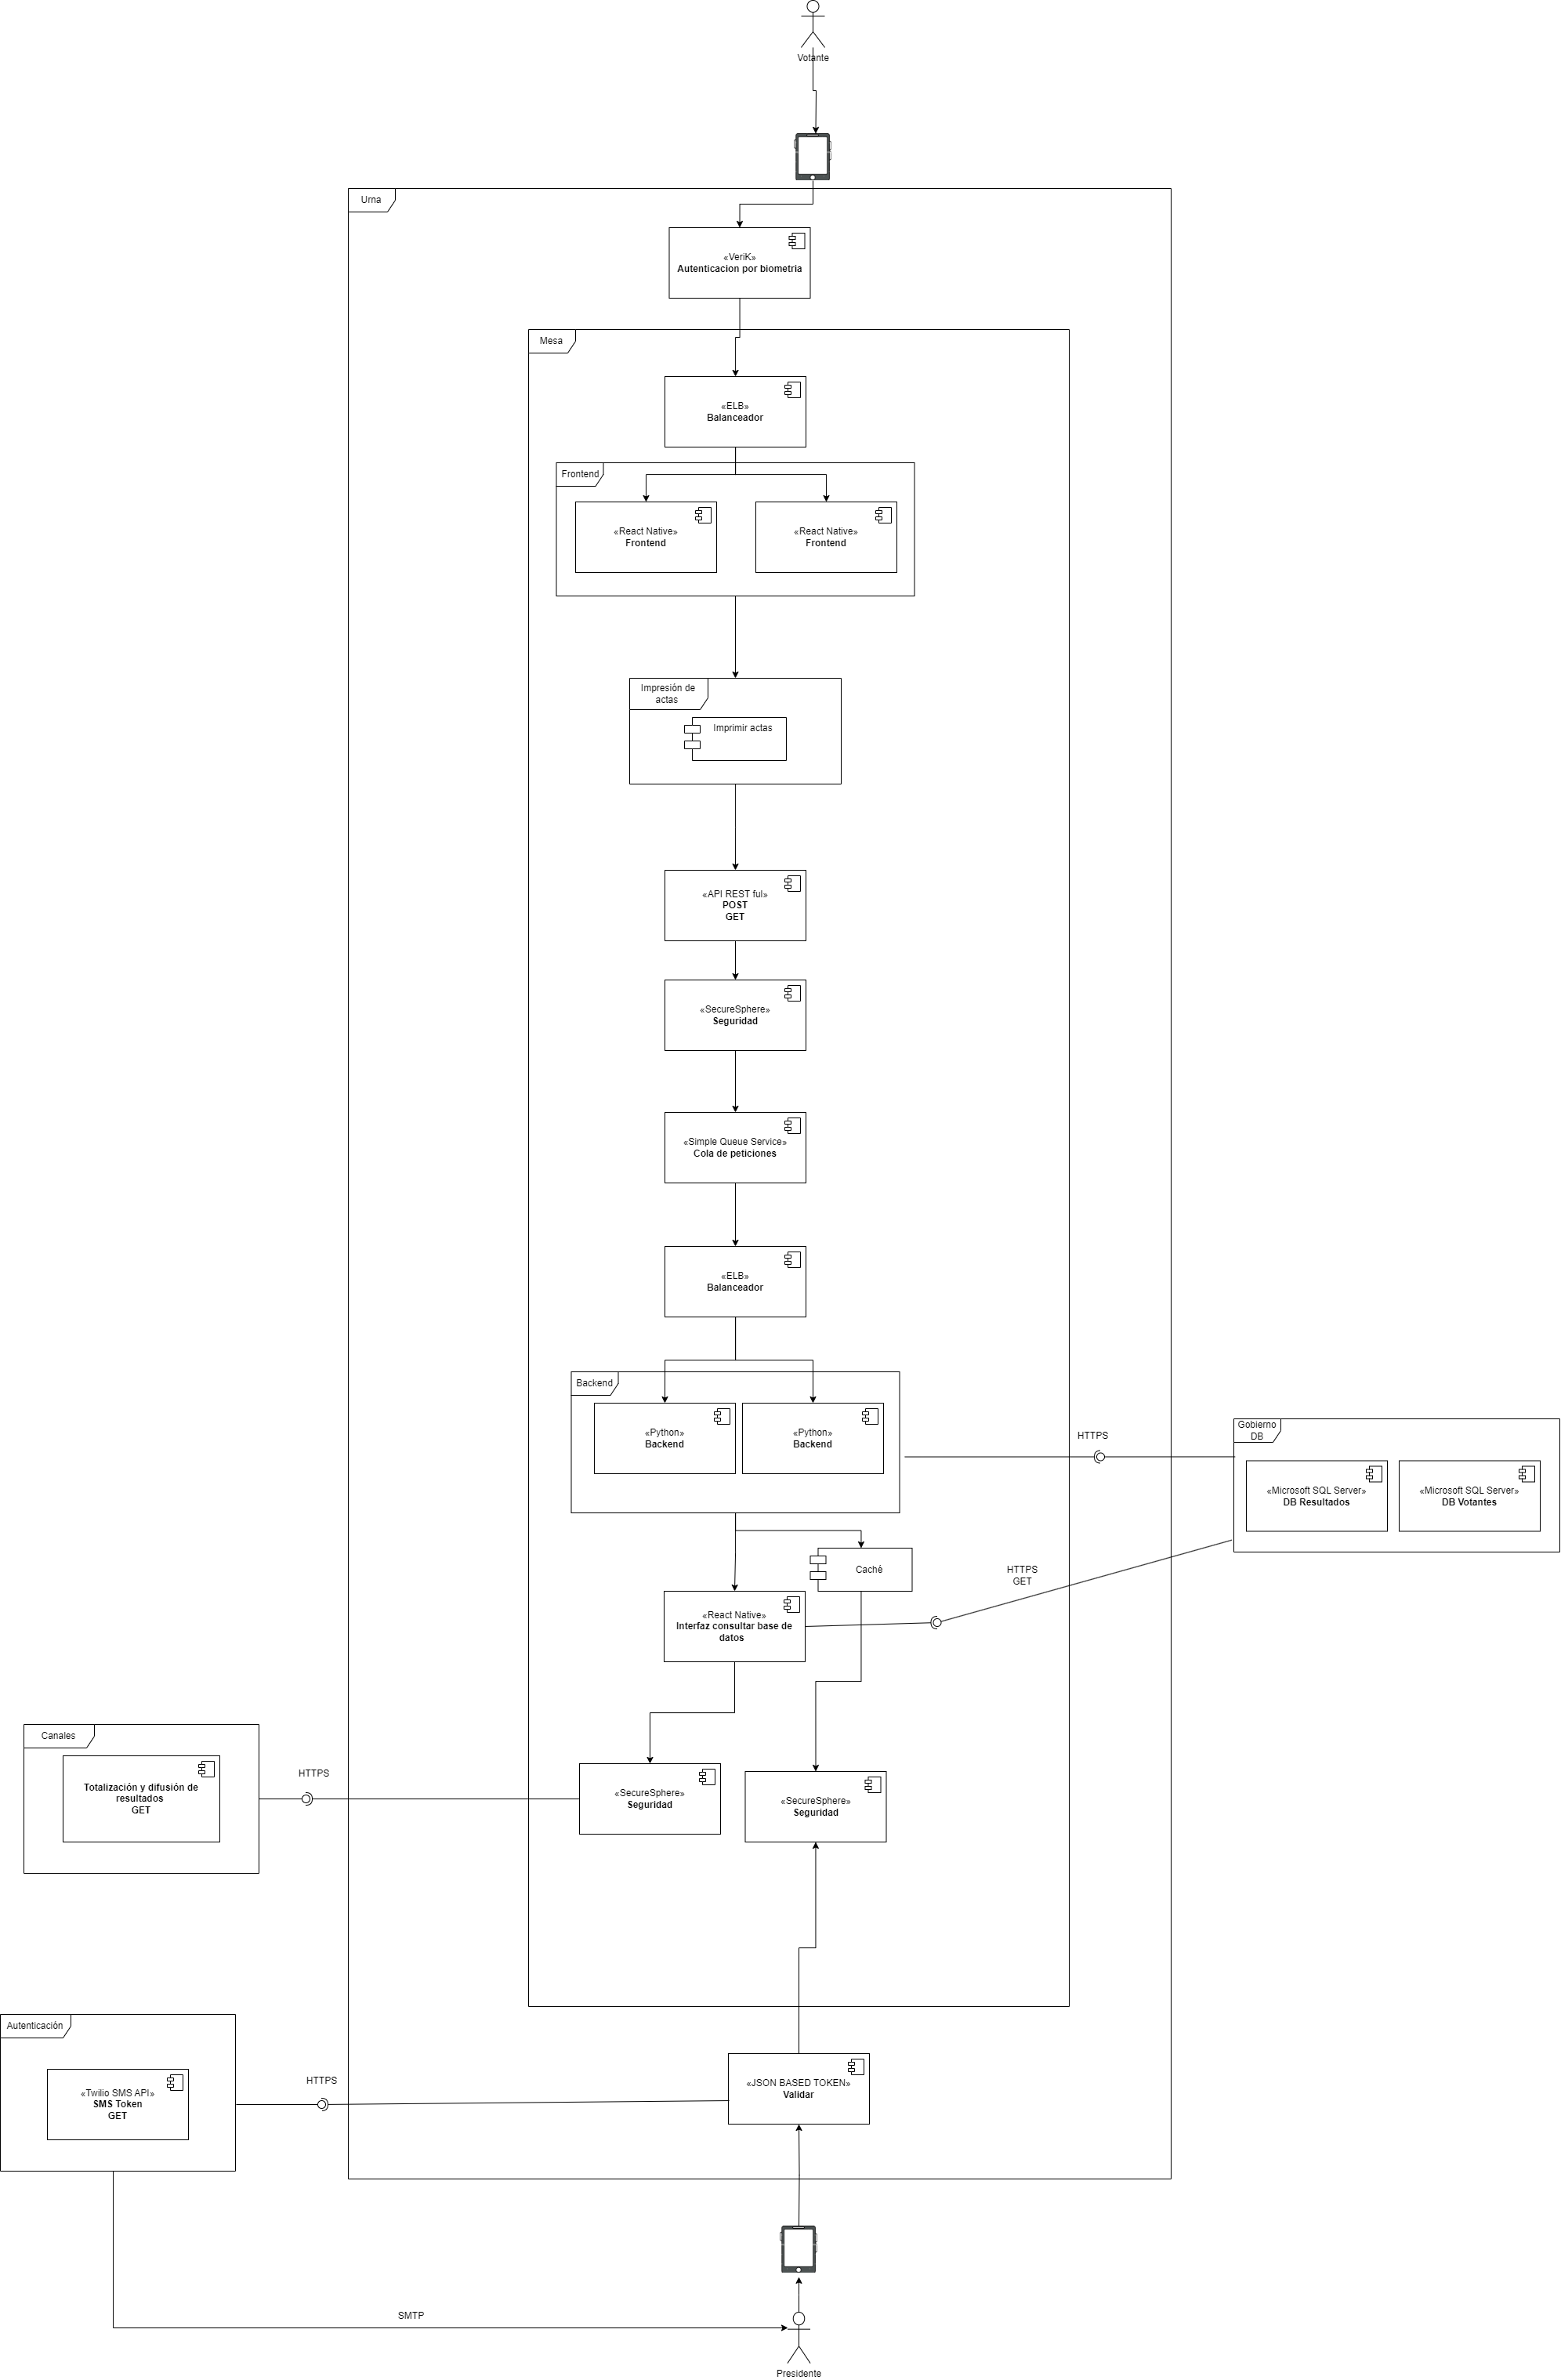 Votante
Urna
«VeriK»
Autenticacion por biometria
Mesa
«ELB»
Balanceador
Frontend
«React Native»
Frontend
«React Native»
Frontend
Impresión de
actas
Imprimir actas
«API REST ful»
POST
GET
«SecureSphere»
Seguridad
«Simple Queue Service»
Cola de peticiones
«ELB»
Balanceador
Backend
«Python»
Backend
«Python»
Backend
HTTPS
Gobierno
DB
«Microsoft SQL Server»
DB Resultados
«Microsoft SQL Server»
DB Votantes
Caché
HTTPS
GET
«React Native»
Interfaz consultar base de
datos
Canales
Totalización y difusión de
resultados
GET
HTTPS
«SecureSphere»
Seguridad
«SecureSphere»
Seguridad
Autenticación
«Twilio SMS API»
SMS Token
GET
HTTPS
«JSON BASED TOKEN»
Validar
SMTP
Presidente